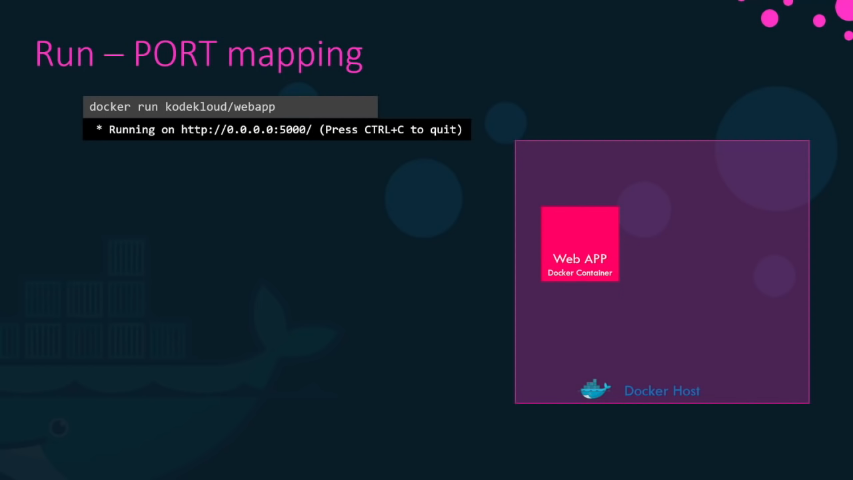 Run – PORT mapping
docker run kodekloud/webapp
* Running on http://0.0.0.0:5000/ (Press CTRL+C to quit)
Web APP
Docker Container
Docker Host